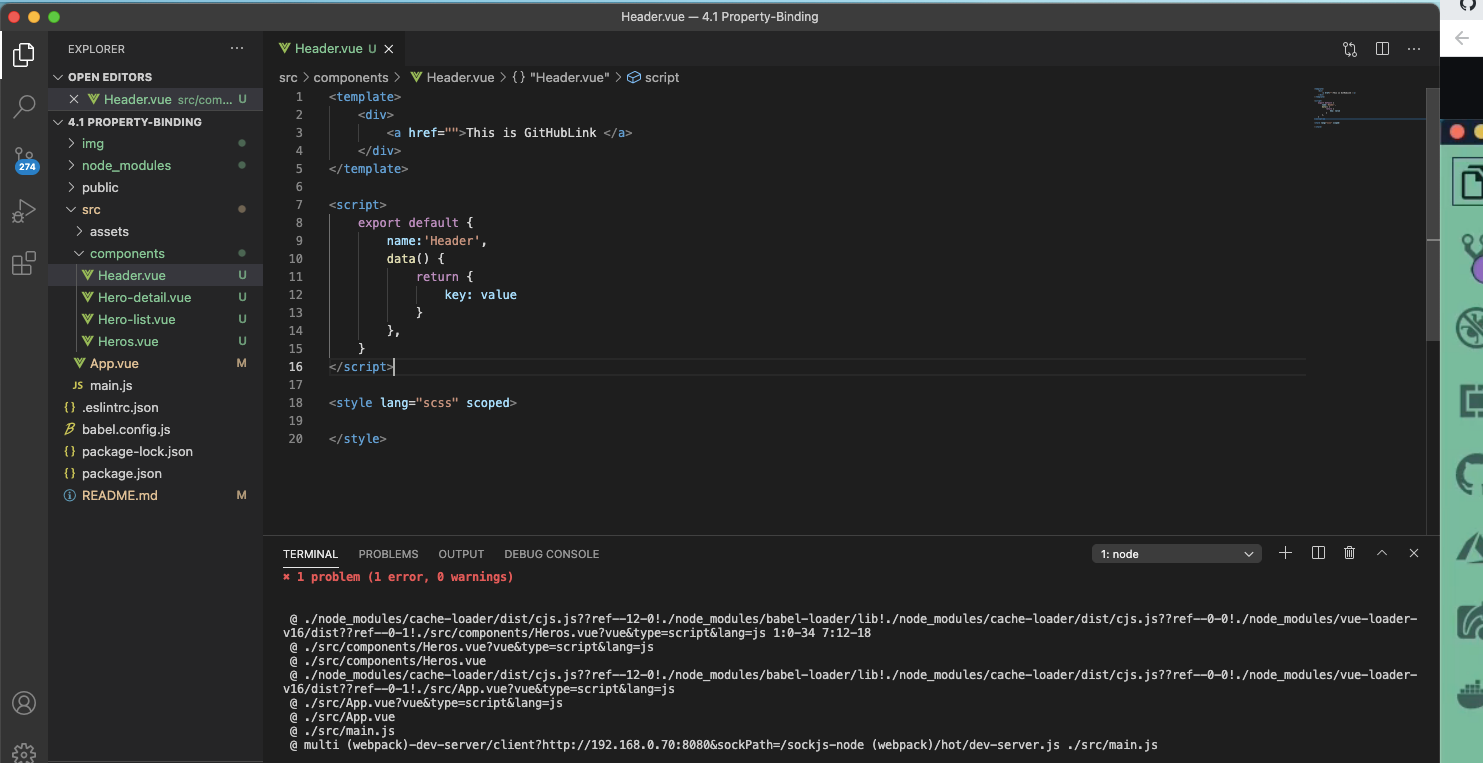 Header.vue — 4.1 Property-Binding
EXPLORER
OPEN EDITORS
Header.vue src/com... U
4.1 PROPERTY-BINDING
img
node_modules
public
src
assets
components
Header.vue U
Hero-detail.vue U
Hero-list.vue U
Heros.vue U
App.vue M
JS main.js
{} .eslintrc.json
babel.config.js
{} package-lock.json
{} package.json
README.md M
274
Header.vue U
src > components > Header.vue > {} "Header.vue" > script
1 <template>
2 <div>
3 <a href="">This is GitHubLink </a>
4 </div>
5 </template>
6
7 <script>
8 export default {
9 name:'Header',
10 data() {
11 return {
12 key: value
13 }
14 },
15 }
16 </script>
17
18 <style lang="scss" scoped>
19
20 </style>
TERMINAL PROBLEMS OUTPUT DEBUG CONSOLE 1: node
✖ 1 problem (1 error, 0 warnings)
@ ./node_modules/cache-loader/dist/cjs.js??ref--12-0!./node_modules/babel-loader/lib!./node_modules/cache-loader/dist/cjs.js??ref--0-0!./node_modules/vue-loader-
v16/dist??ref--0-1!./src/components/Heros.vue?vue&type=script&lang=js 1:0-34 7:12-18
@ ./src/components/Heros.vue?vue&type=script&lang=js
@ ./src/components/Heros.vue
@ ./node_modules/cache-loader/dist/cjs.js??ref--12-0!./node_modules/babel-loader/lib!./node_modules/cache-loader/dist/cjs.js??ref--0-0!./node_modules/vue-loader-
v16/dist??ref--0-1!./src/App.vue?vue&type=script&lang=js
@ ./src/App.vue?vue&type=script&lang=js
@ ./src/App.vue
@ ./src/main.js
@ multi (webpack)-dev-server/client?http://192.168.0.70:8080&sockPath=/sockjs-node (webpack)/hot/dev-server.js ./src/main.js